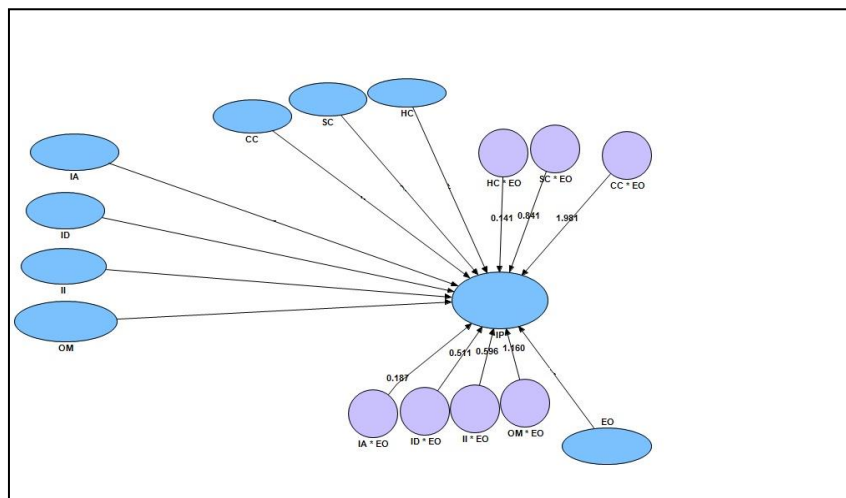 HC
SC
CC
IA
ID
II
OM
HC * EO
SC * EO
CC * EO
0.141
0.841
1.981
IP
0.187
0.511
0.596
1.160
IA * EO
ID * EO
II * EO
OM * EO
EO